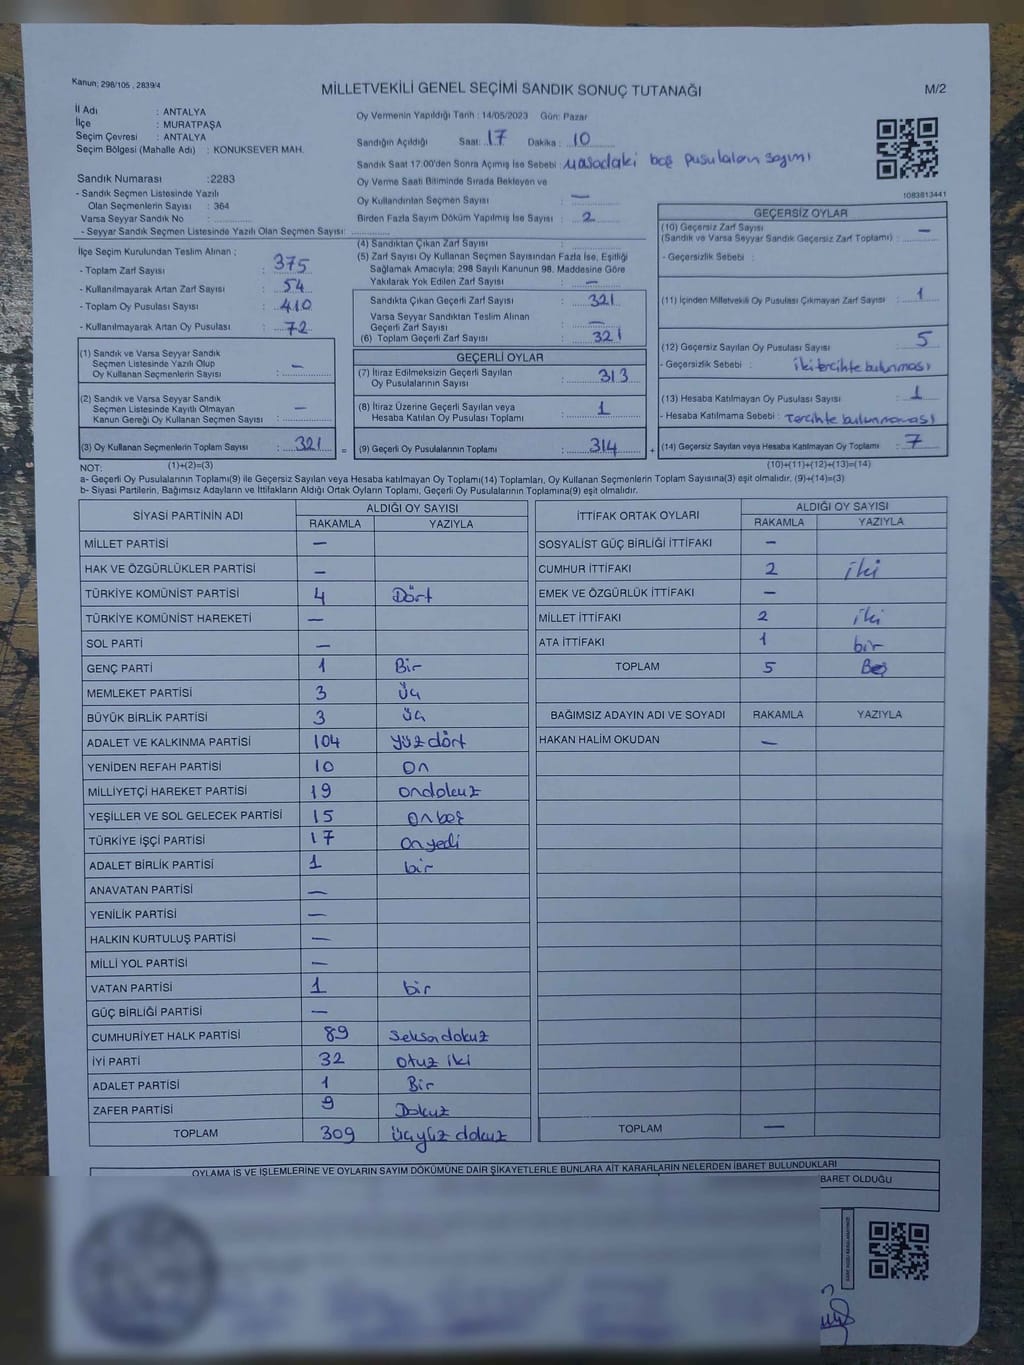 Kanun: 298/105 , 2839/4
MİLLETVEKİLİ GENEL SEÇİMİ SANDIK SONUÇ TUTANAĞI
M/2
İl Adı : ANTALYA
İlçe : MURATPAŞA
Seçim Çevresi : ANTALYA
Seçim Bölgesi (Mahalle Adı) : KONUKSEVER MAH.
Oy Vermenin Yapıldığı Tarih : 14/05/2023 Gün: Pazar
Sandığın Açıldığı Saat: 17 Dakika : 10
Sandık Saat 17.00'den Sonra Açılmış İse Sebebi : masadaki boş pusulaların sayımı
Oy Verme Saati Bitiminde Sırada Bekleyen ve
Oy Kullandırılan Seçmen Sayısı : —
Birden Fazla Sayım Döküm Yapılmış İse Sayısı : 2
1083813441
Sandık Numarası : 2283
- Sandık Seçmen Listesinde Yazılı
Olan Seçmenlerin Sayısı : 364
Varsa Seyyar Sandık No :
- Seyyar Sandık Seçmen Listesinde Yazılı Olan Seçmen Sayısı:
İlçe Seçim Kurulundan Teslim Alınan ;
- Toplam Zarf Sayısı : 375
- Kullanılmayarak Artan Zarf Sayısı : 54
- Toplam Oy Pusulası Sayısı : 410
- Kullanılmayarak Artan Oy Pusulası : 72
(1) Sandık ve Varsa Seyyar Sandık
Seçmen Listesinde Yazılı Olup
Oy Kullanan Seçmenlerin Sayısı : —
(2) Sandık ve Varsa Seyyar Sandık
Seçmen Listesinde Kayıtlı Olmayan
Kanun Gereği Oy Kullanan Seçmen Sayısı : —
(3) Oy Kullanan Seçmenlerin Toplam Sayısı : 321 =
(4) Sandıktan Çıkan Zarf Sayısı :
(5) Zarf Sayısı Oy Kullanan Seçmen Sayısından Fazla İse, Eşitliği
Sağlamak Amacıyla; 298 Sayılı Kanunun 98. Maddesine Göre
Yakılarak Yok Edilen Zarf Sayısı : —
Sandıkta Çıkan Geçerli Zarf Sayısı : 321
Varsa Seyyar Sandıktan Teslim Alınan
Geçerli Zarf Sayısı : —
(6) Toplam Geçerli Zarf Sayısı : 321
GEÇERLİ OYLAR
(7) İtiraz Edilmeksizin Geçerli Sayılan
Oy Pusulalarının Sayısı : 313
(8) İtiraz Üzerine Geçerli Sayılan veya
Hesaba Katılan Oy Pusulaları Toplamı : 1
(9) Geçerli Oy Pusulalarının Toplamı : 314 +
GEÇERSİZ OYLAR
(10) Geçersiz Zarf Sayısı
(Sandık ve Varsa Seyyar Sandık Geçersiz Zarf Toplamı) : —
- Geçersizlik Sebebi :
(11) İçinden Milletvekili Oy Pusulası Çıkmayan Zarf Sayısı : 1
(12) Geçersiz Sayılan Oy Pusulası Sayısı : 5
- Geçersizlik Sebebi : iki tercihte bulunması
(13) Hesaba Katılmayan Oy Pusulası Sayısı : 1
- Hesaba Katılmama Sebebi : Tercihte bulunmaması
(14) Geçersiz Sayılan veya Hesaba Katılmayan Oy Toplamı : 7
NOT: (1)+(2)=(3)
(10)+(11)+(12)+(13)=(14)
a- Geçerli Oy Pusulalarının Toplamı(9) ile Geçersiz Sayılan veya Hesaba katılmayan Oy Toplamı(14) Toplamları, Oy Kullanan Seçmenlerin Toplam Sayısına(3) eşit olmalıdır. (9)+(14)=(3)
b- Siyasi Partilerin, Bağımsız Adayların ve İttifakların Aldığı Ortak Oyların Toplamı, Geçerli Oy Pusulalarının Toplamına(9) eşit olmalıdır.
SİYASİ PARTİNİN ADI
ALDIĞI OY SAYISI
RAKAMLA YAZIYLA
MİLLET PARTİSİ —
HAK VE ÖZGÜRLÜKLER PARTİSİ —
TÜRKİYE KOMÜNİST PARTİSİ 4 Dört
TÜRKİYE KOMÜNİST HAREKETİ —
SOL PARTİ —
GENÇ PARTİ 1 Bir
MEMLEKET PARTİSİ 3 üç
BÜYÜK BİRLİK PARTİSİ 3 üç
ADALET VE KALKINMA PARTİSİ 104 yüz dört
YENİDEN REFAH PARTİSİ 10 on
MİLLİYETÇİ HAREKET PARTİSİ 19 ondokuz
YEŞİLLER VE SOL GELECEK PARTİSİ 15 onbeş
TÜRKİYE İŞÇİ PARTİSİ 17 onyedi
ADALET BİRLİK PARTİSİ 1 bir
ANAVATAN PARTİSİ —
YENİLİK PARTİSİ —
HALKIN KURTULUŞ PARTİSİ —
MİLLİ YOL PARTİSİ —
VATAN PARTİSİ 1 bir
GÜÇ BİRLİĞİ PARTİSİ —
CUMHURİYET HALK PARTİSİ 89 seksendokuz
İYİ PARTİ 32 otuz iki
ADALET PARTİSİ 1 Bir
ZAFER PARTİSİ 9 Dokuz
TOPLAM 309 üçyüz dokuz
İTTİFAK ORTAK OYLARI
ALDIĞI OY SAYISI
RAKAMLA YAZIYLA
SOSYALİST GÜÇ BİRLİĞİ İTTİFAKI —
CUMHUR İTTİFAKI 2 iki
EMEK VE ÖZGÜRLÜK İTTİFAKI —
MİLLET İTTİFAKI 2 iki
ATA İTTİFAKI 1 bir
TOPLAM 5 Beş
BAĞIMSIZ ADAYIN ADI VE SOYADI RAKAMLA YAZIYLA
HAKAN HALİM OKUDAN —
TOPLAM —
OYLAMA İŞ VE İŞLEMLERİNE VE OYLARIN SAYIM DÖKÜMÜNE DAİR ŞİKAYETLERLE BUNLARA AİT KARARLARIN NELERDEN İBARET BULUNDUKLARI
BARET OLDUĞU